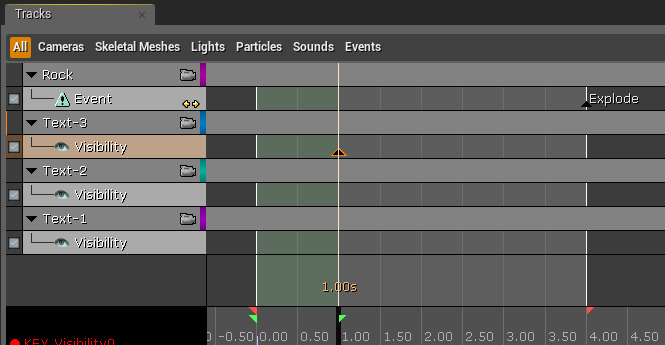 Tracks ×
All Cameras Skeletal Meshes Lights Particles Sounds Events
Rock
Event
Explode
Text-3
Visibility
Text-2
Visibility
Text-1
Visibility
1.00s
0 -0.50 0.00 0.50 1.00 1.50 2.00 2.50 3.00 3.50 4.00 4.50
KEY_Visibility0